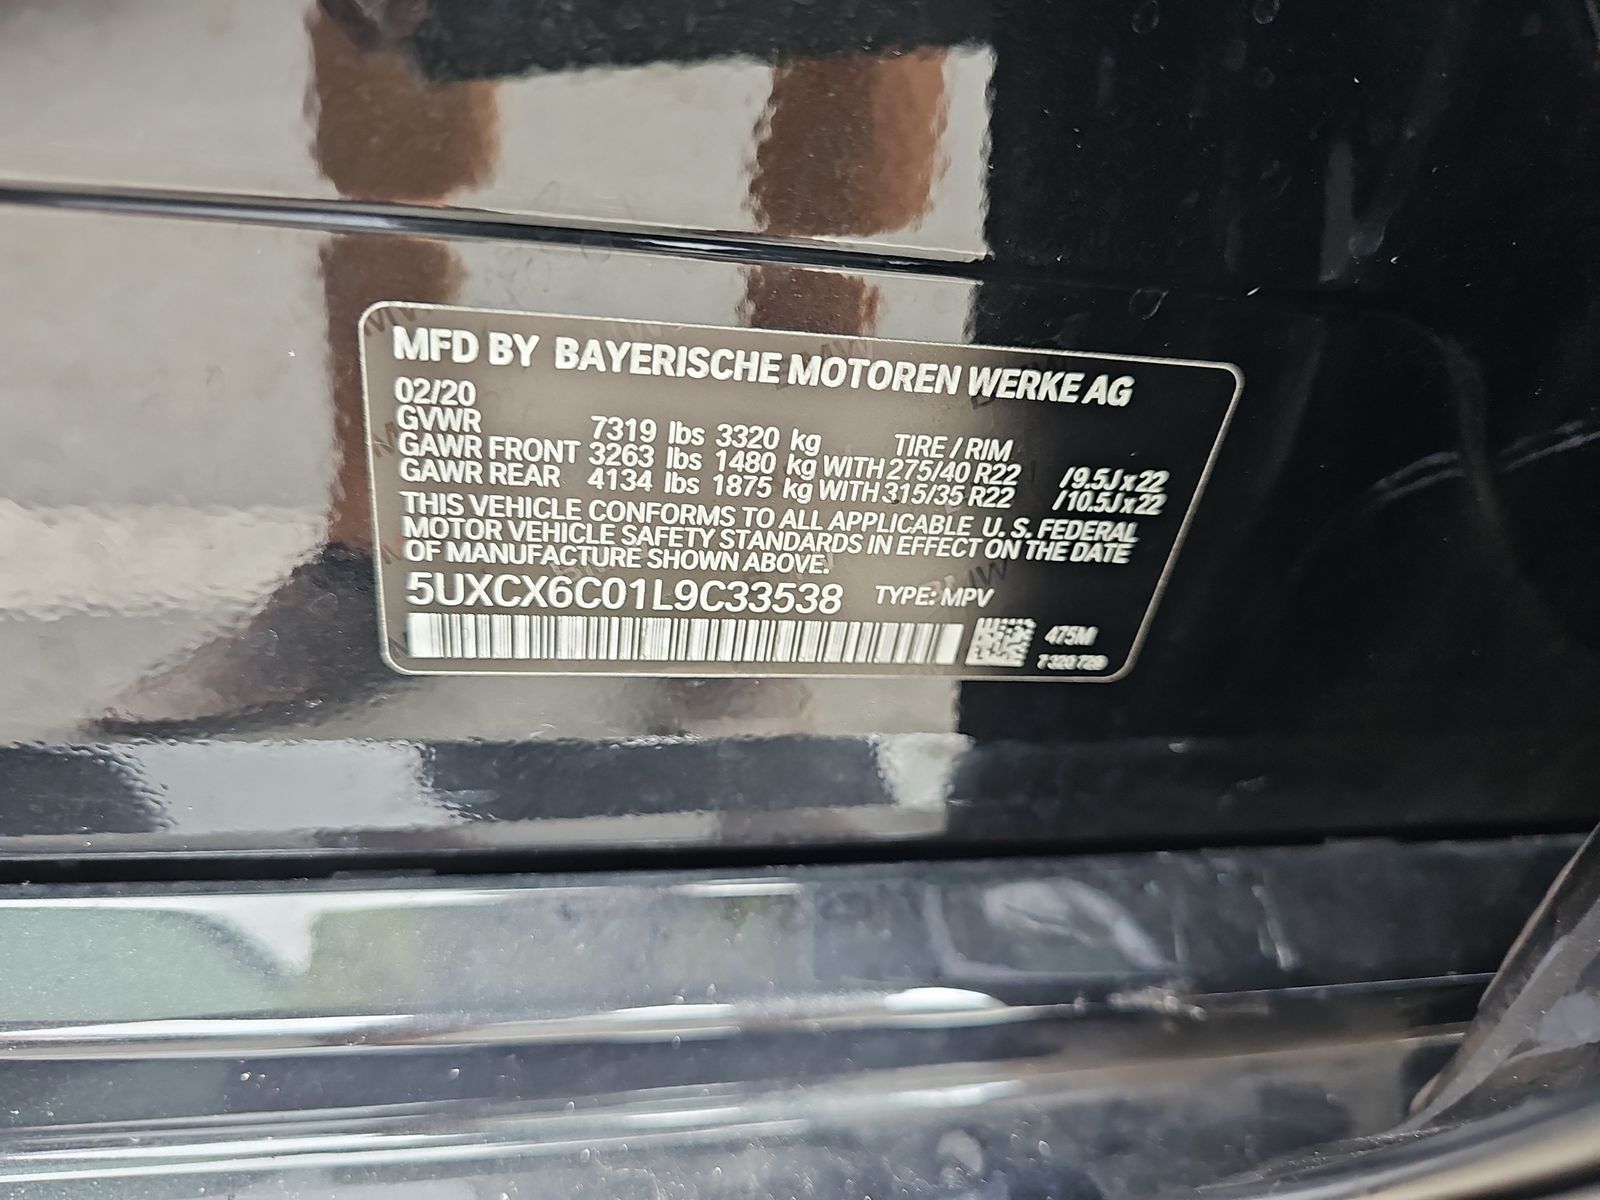 MFD BY BAYERISCHE MOTOREN WERKE AG
02/20
GVWR 7319 lbs 3320 kg TIRE / RIM
GAWR FRONT 3263 lbs 1480 kg WITH 275/40 R22 / 9.5J x 22
GAWR REAR 4134 lbs 1875 kg WITH 315/35 R22 / 10.5J x 22
THIS VEHICLE CONFORMS TO ALL APPLICABLE U.S. FEDERAL
MOTOR VEHICLE SAFETY STANDARDS IN EFFECT ON THE DATE
OF MANUFACTURE SHOWN ABOVE.
5UXCX6C01L9C33538 TYPE: MPV
475M